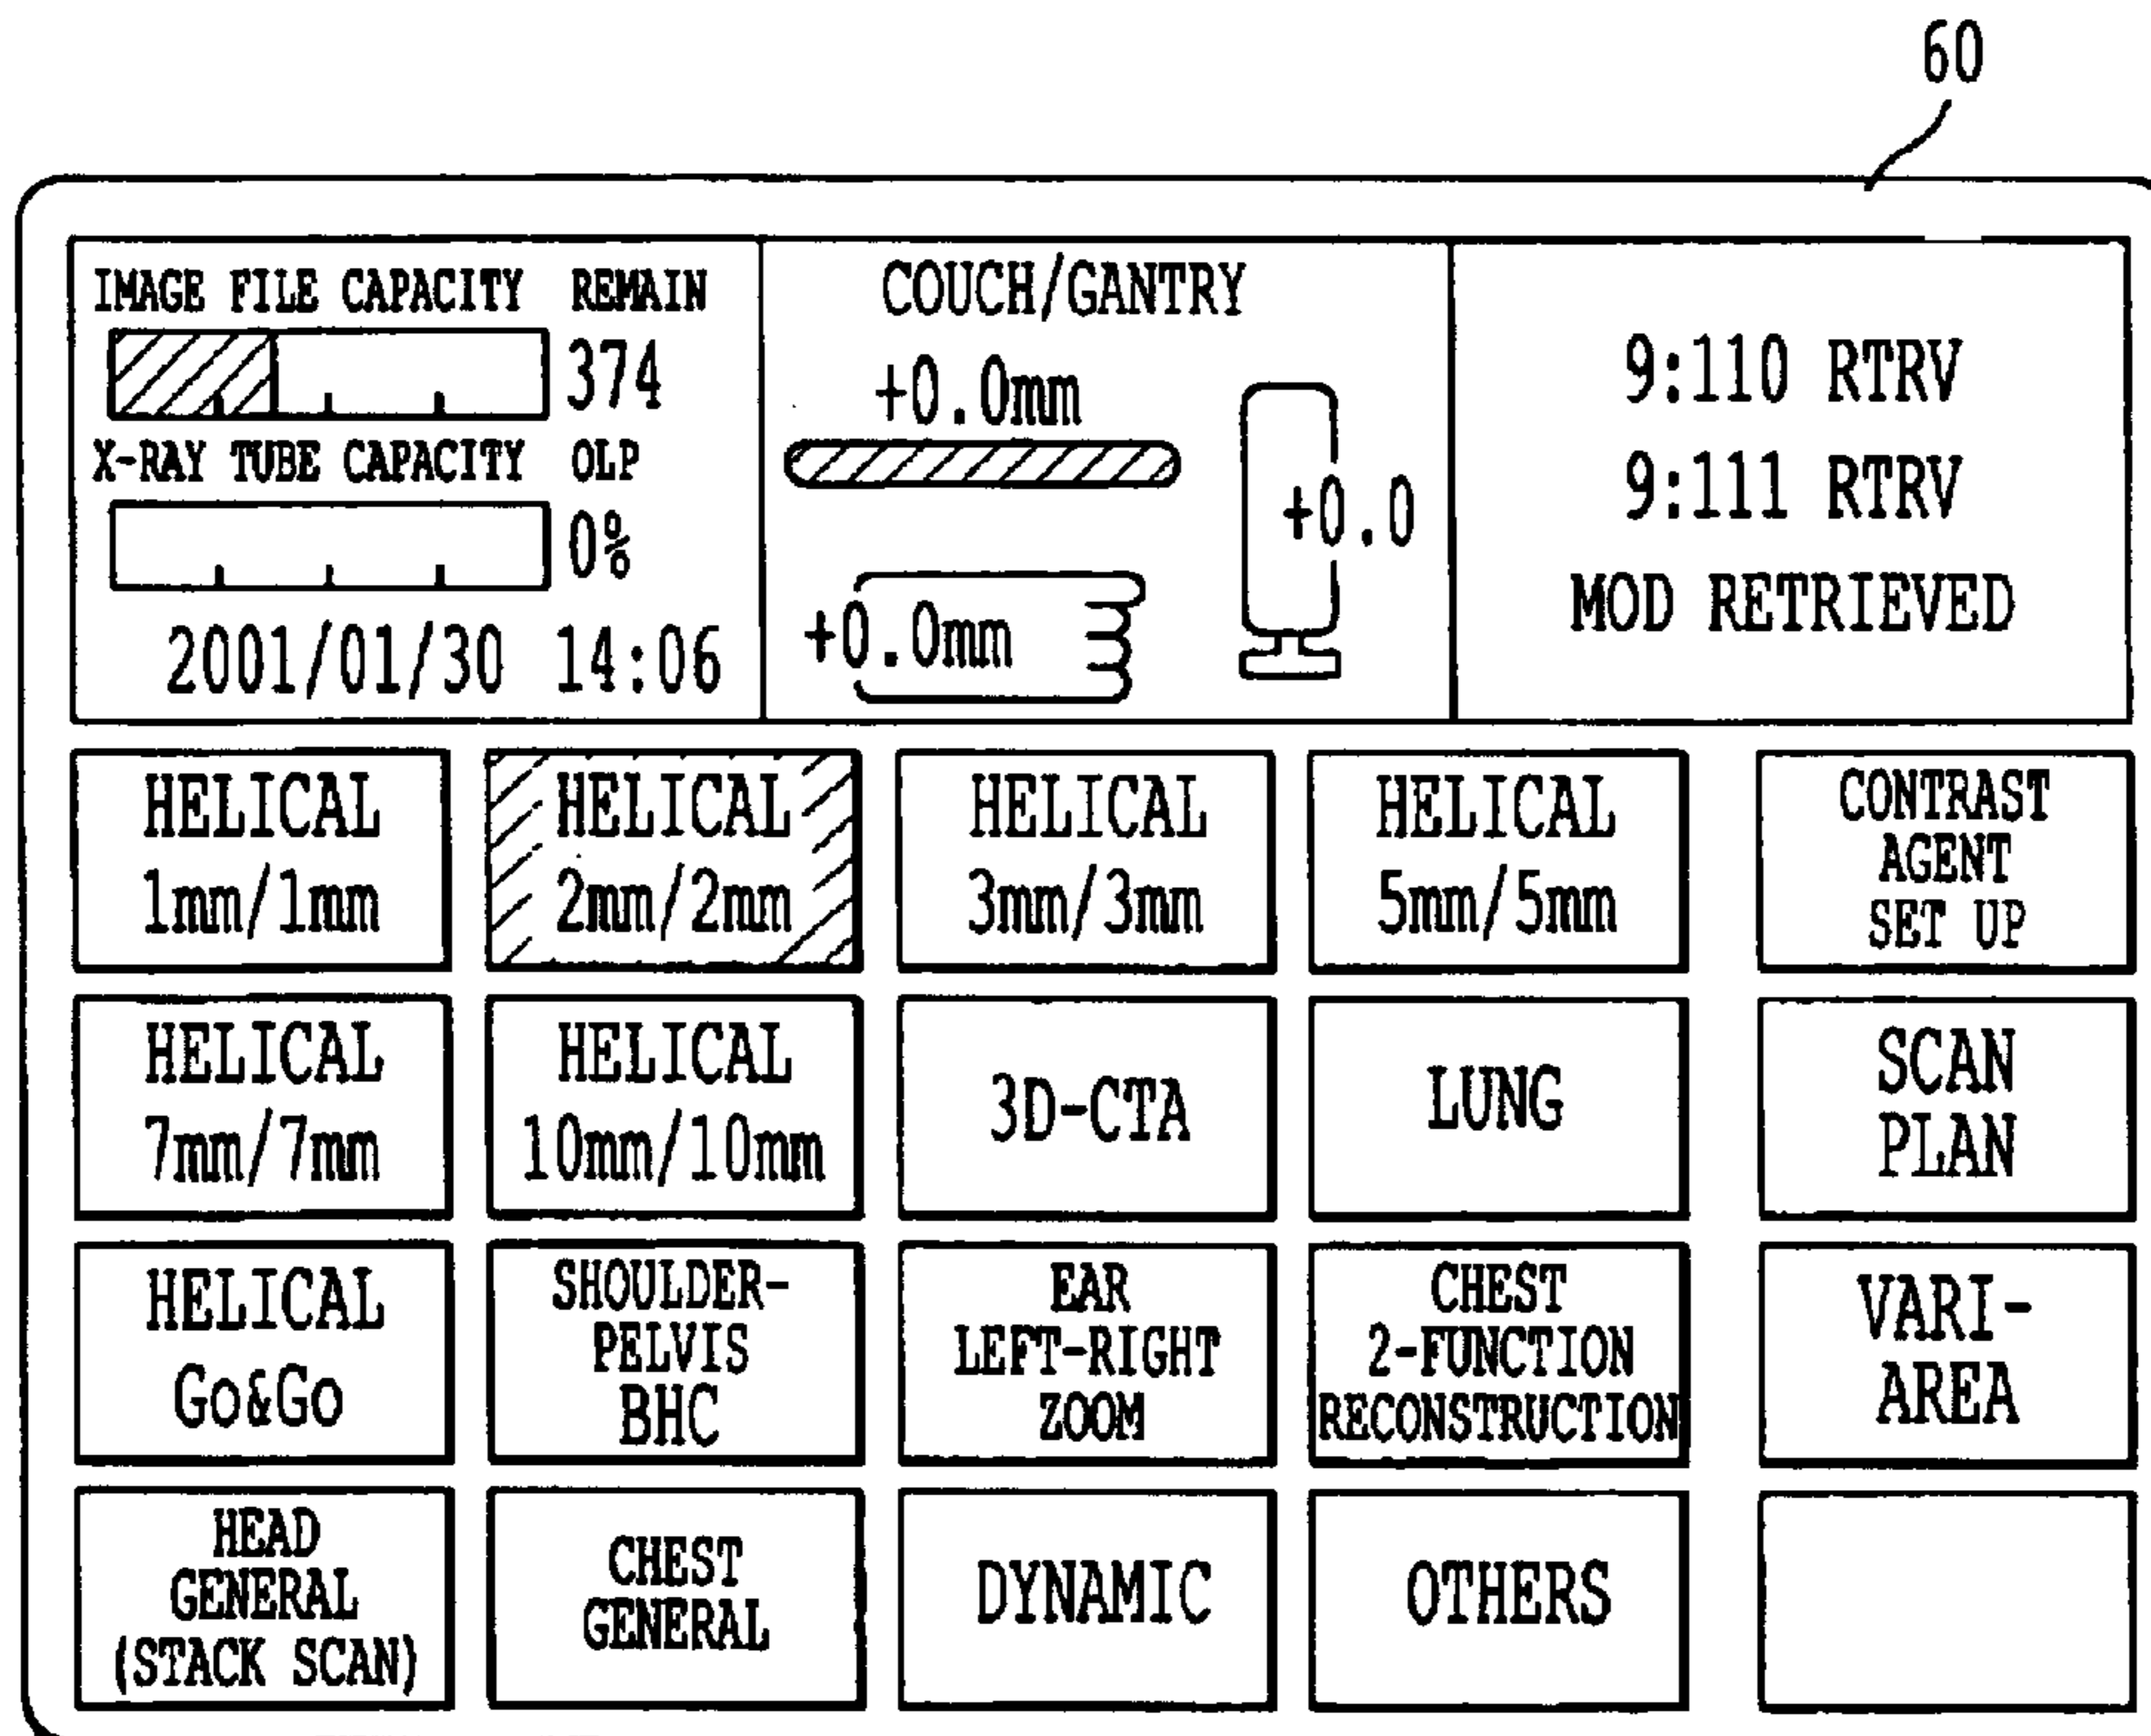 60
IMAGE FILE CAPACITY REMAIN
374
X-RAY TUBE CAPACITY OLP
0%
2001/01/30 14:06
COUCH/GANTRY
+0.0mm
+0.0
+0.0mm
9:110 RTRV
9:111 RTRV
MOD RETRIEVED
HELICAL
1mm/1mm
HELICAL
2mm/2mm
HELICAL
3mm/3mm
HELICAL
5mm/5mm
CONTRAST
AGENT
SET UP
HELICAL
7mm/7mm
HELICAL
10mm/10mm
3D-CTA
LUNG
SCAN
PLAN
HELICAL
Go&Go
SHOULDER-
PELVIS
BHC
EAR
LEFT-RIGHT
ZOOM
CHEST
2-FUNCTION
RECONSTRUCTION
VARI-
AREA
HEAD
GENERAL
(STACK SCAN)
CHEST
GENERAL
DYNAMIC
OTHERS